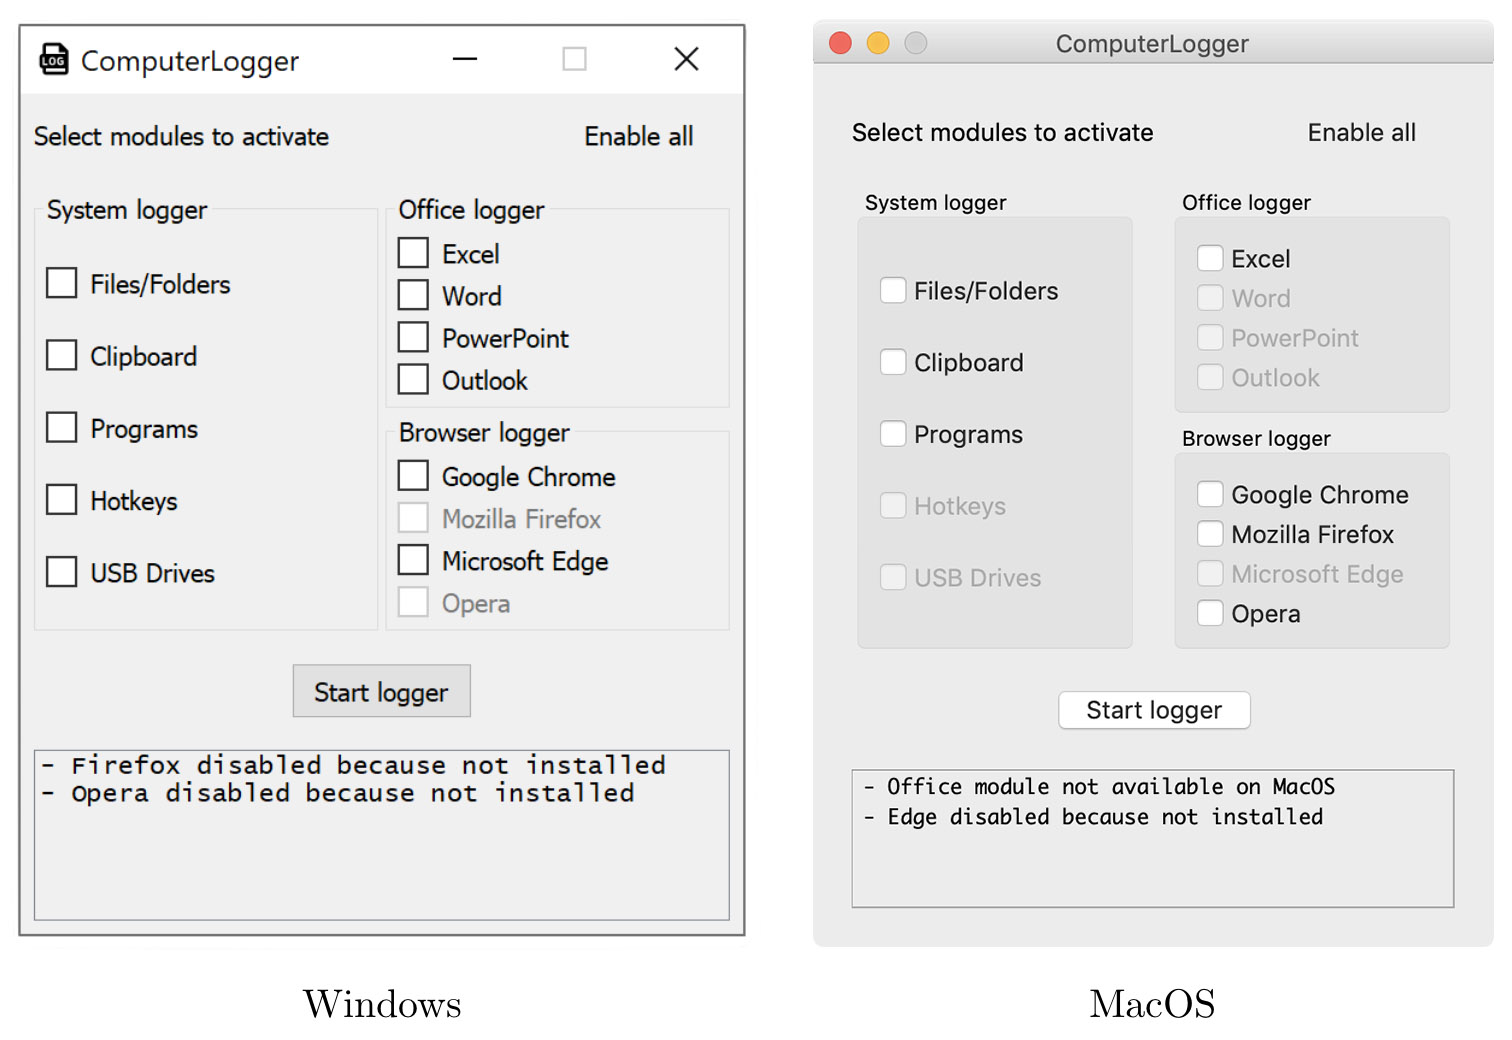 LOG
ComputerLogger
Select modules to activate
Enable all
System logger
Files/Folders
Clipboard
Programs
Hotkeys
USB Drives
Office logger
Excel
Word
PowerPoint
Outlook
Browser logger
Google Chrome
Mozilla Firefox
Microsoft Edge
Opera
Start logger
- Firefox disabled because not installed
- Opera disabled because not installed
Windows
ComputerLogger
Select modules to activate
Enable all
System logger
Files/Folders
Clipboard
Programs
Hotkeys
USB Drives
Office logger
Excel
Word
PowerPoint
Outlook
Browser logger
Google Chrome
Mozilla Firefox
Microsoft Edge
Opera
Start logger
- Office module not available on MacOS
- Edge disabled because not installed
MacOS